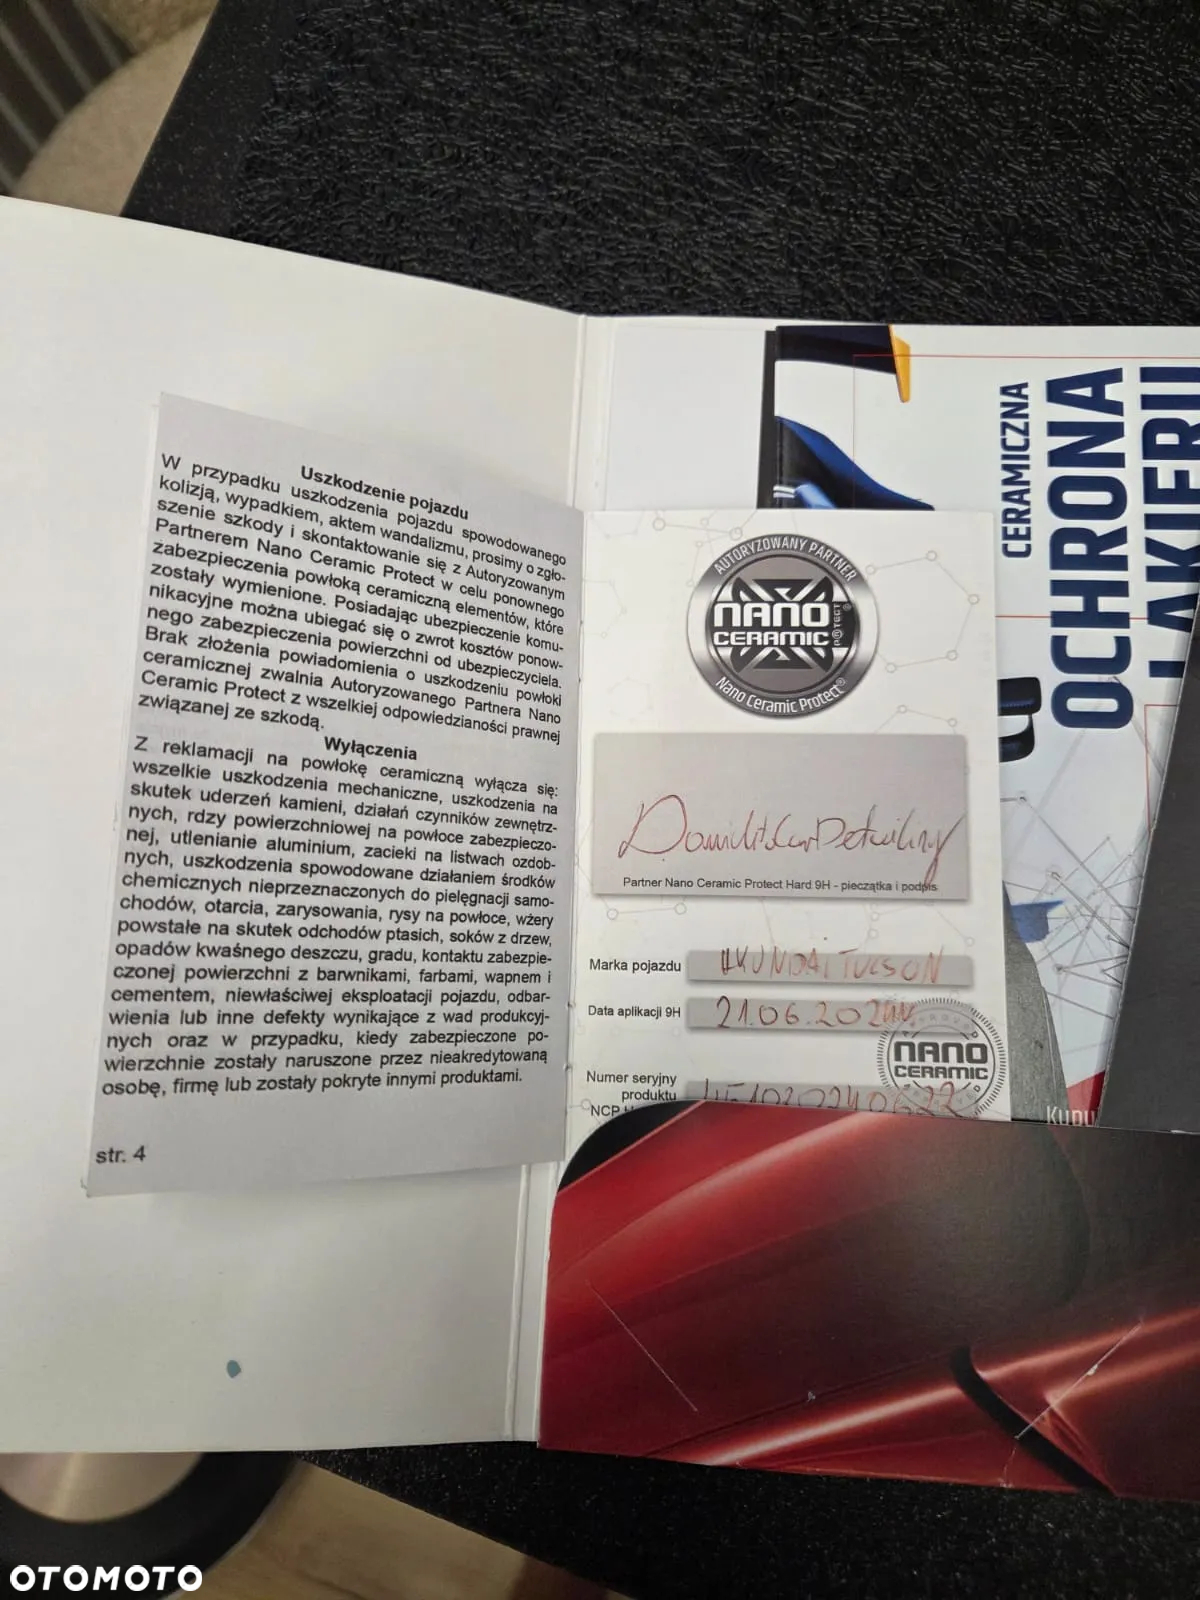 Uszkodzenie pojazdu
W przypadku uszkodzenia pojazdu spowodowanego
kolizją, wypadkiem, aktem wandalizmu, prosimy o zgło-
szenie szkody i skontaktowanie się z Autoryzowanym
Partnerem Nano Ceramic Protect w celu ponownego
zabezpieczenia powłoką ceramiczną elementów, które
zostały wymienione. Posiadając ubezpieczenie komu-
nikacyjne można ubiegać się o zwrot kosztów ponow-
nego zabezpieczenia powierzchni od ubezpieczyciela.
Brak złożenia powiadomienia o uszkodzeniu powłoki
ceramicznej zwalnia Autoryzowanego Partnera Nano
Ceramic Protect z wszelkiej odpowiedzianości prawnej
związanej ze szkodą.
Wyłączenia
Z reklamacji na powłokę ceramiczną wyłącza się:
wszelkie uszkodzenia mechaniczne, uszkodzenia na
skutek uderzeń kamieni, działań czynników zewnętrz-
nych, rdzy powierzchniowej na powłoce zabezpieczo-
nej, utlenianie aluminium, zacieki na listwach ozdob-
nych, uszkodzenia spowodowane działaniem środków
chemicznych nieprzeznaczonych do pielęgnacji samo-
chodów, otarcia, zarysowania, rysy na powłoce, wżery
powstałe na skutek odchodów ptasich, soków z drzew,
opadów kwaśnego deszczu, gradu, kontaktu zabezpie-
czonej powierzchni z barwnikami, farbami, wapnem i
cementem, niewłaściwej eksploatacji pojazdu, odbar-
wienia lub inne defekty wynikające z wad produkcyj-
nych oraz w przypadku, kiedy zabezpieczone po-
wierzchnie zostały naruszone przez nieakredytowaną
osobę, firmę lub zostały pokryte innymi produktami.
str. 4
AUTORYZOWANY PARTNER
NANO
CERAMIC
PROTECT®
Nano Ceramic Protect®
Detailing
Partner Nano Ceramic Protect Hard 9H - pieczątka i podpis
Marka pojazdu HYUNDAI TUCSON
Data aplikacji 9H 21.06.2024
APPROVED
NANO
CERAMIC
APPROVED
Numer seryjny
produktu
NCP
CERAMICZNA
OCHRONA
LAKIERU
OTOMOTO